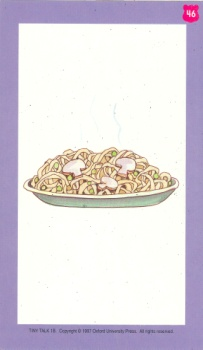 46
TINY TALK 1B. Copyright © 1997 Oxford University Press. All rights reserved.